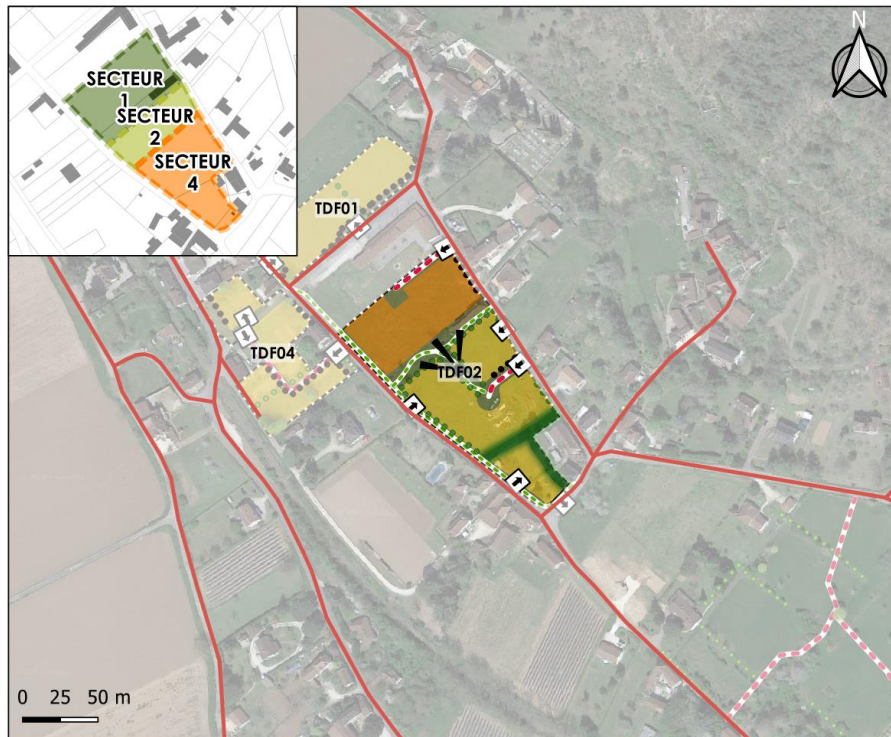 SECTEUR
1
SECTEUR
2
SECTEUR
4
N
TDF01
TDF04
TDF02
0 25 50 m